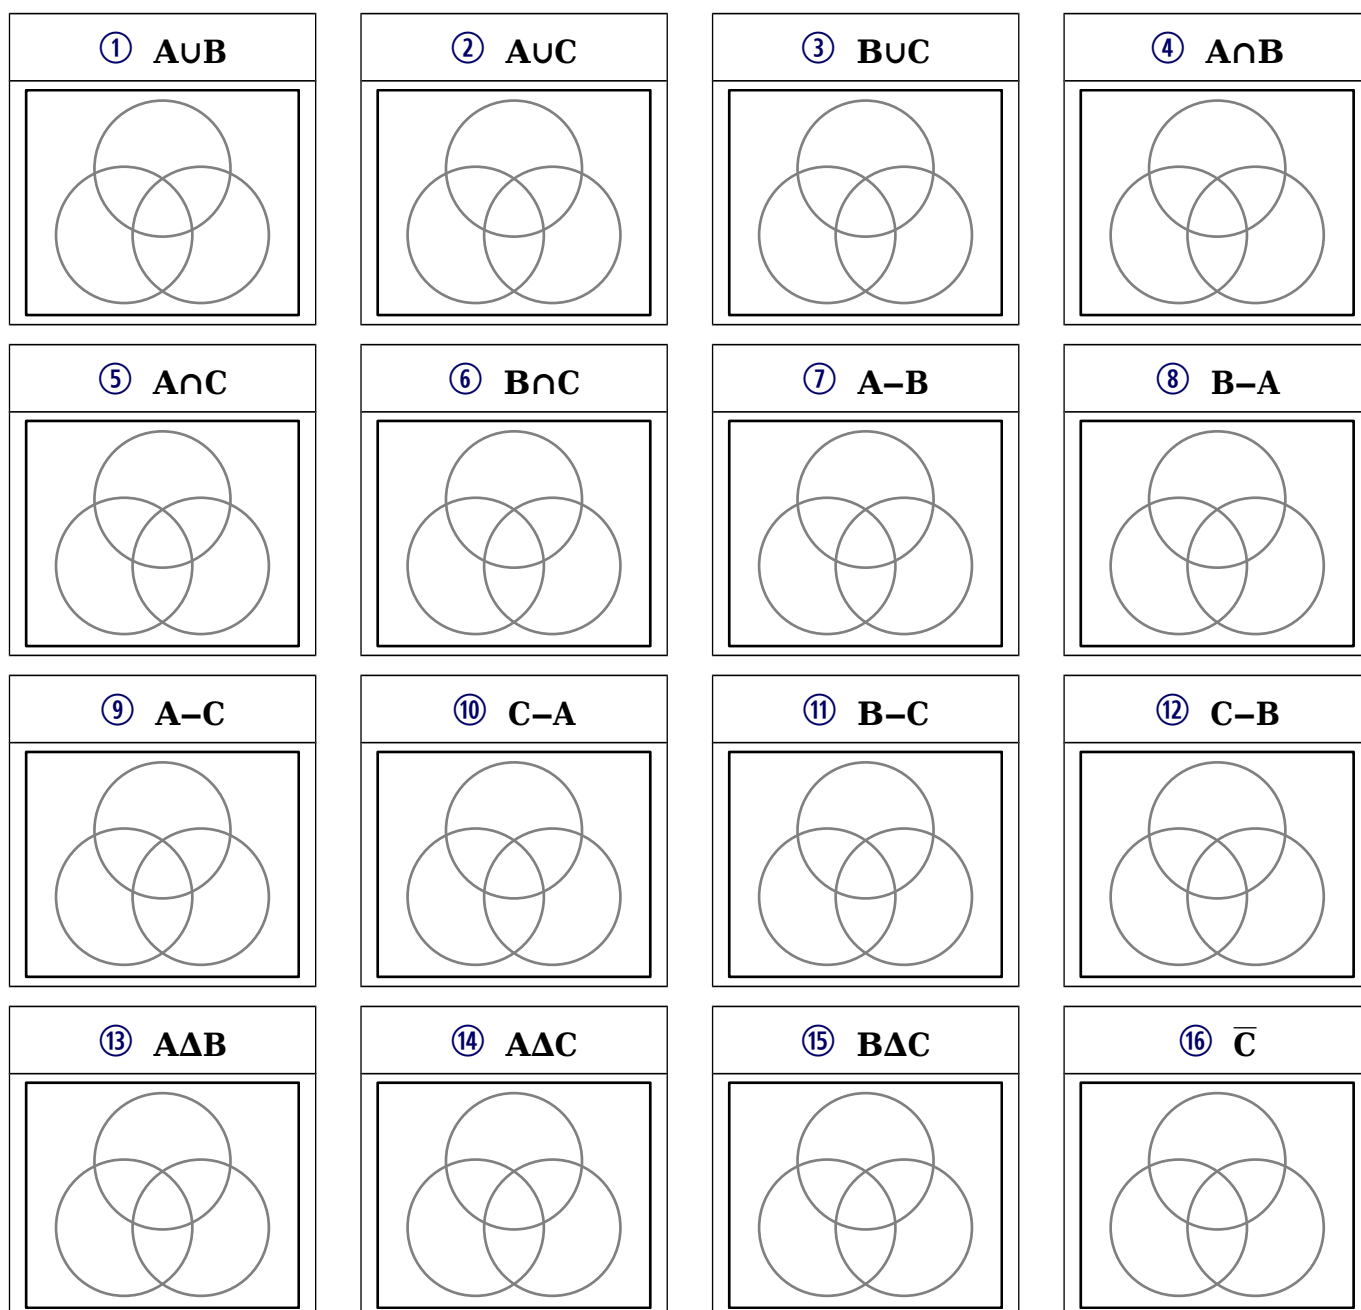 ① A∪B
② A∪C
③ B∪C
④ A∩B
⑤ A∩C
⑥ B∩C
⑦ A–B
⑧ B–A
⑨ A–C
⑩ C–A
⑪ B–C
⑫ C–B
⑬ AΔB
⑭ AΔC
⑮ BΔC
⑯ C̅